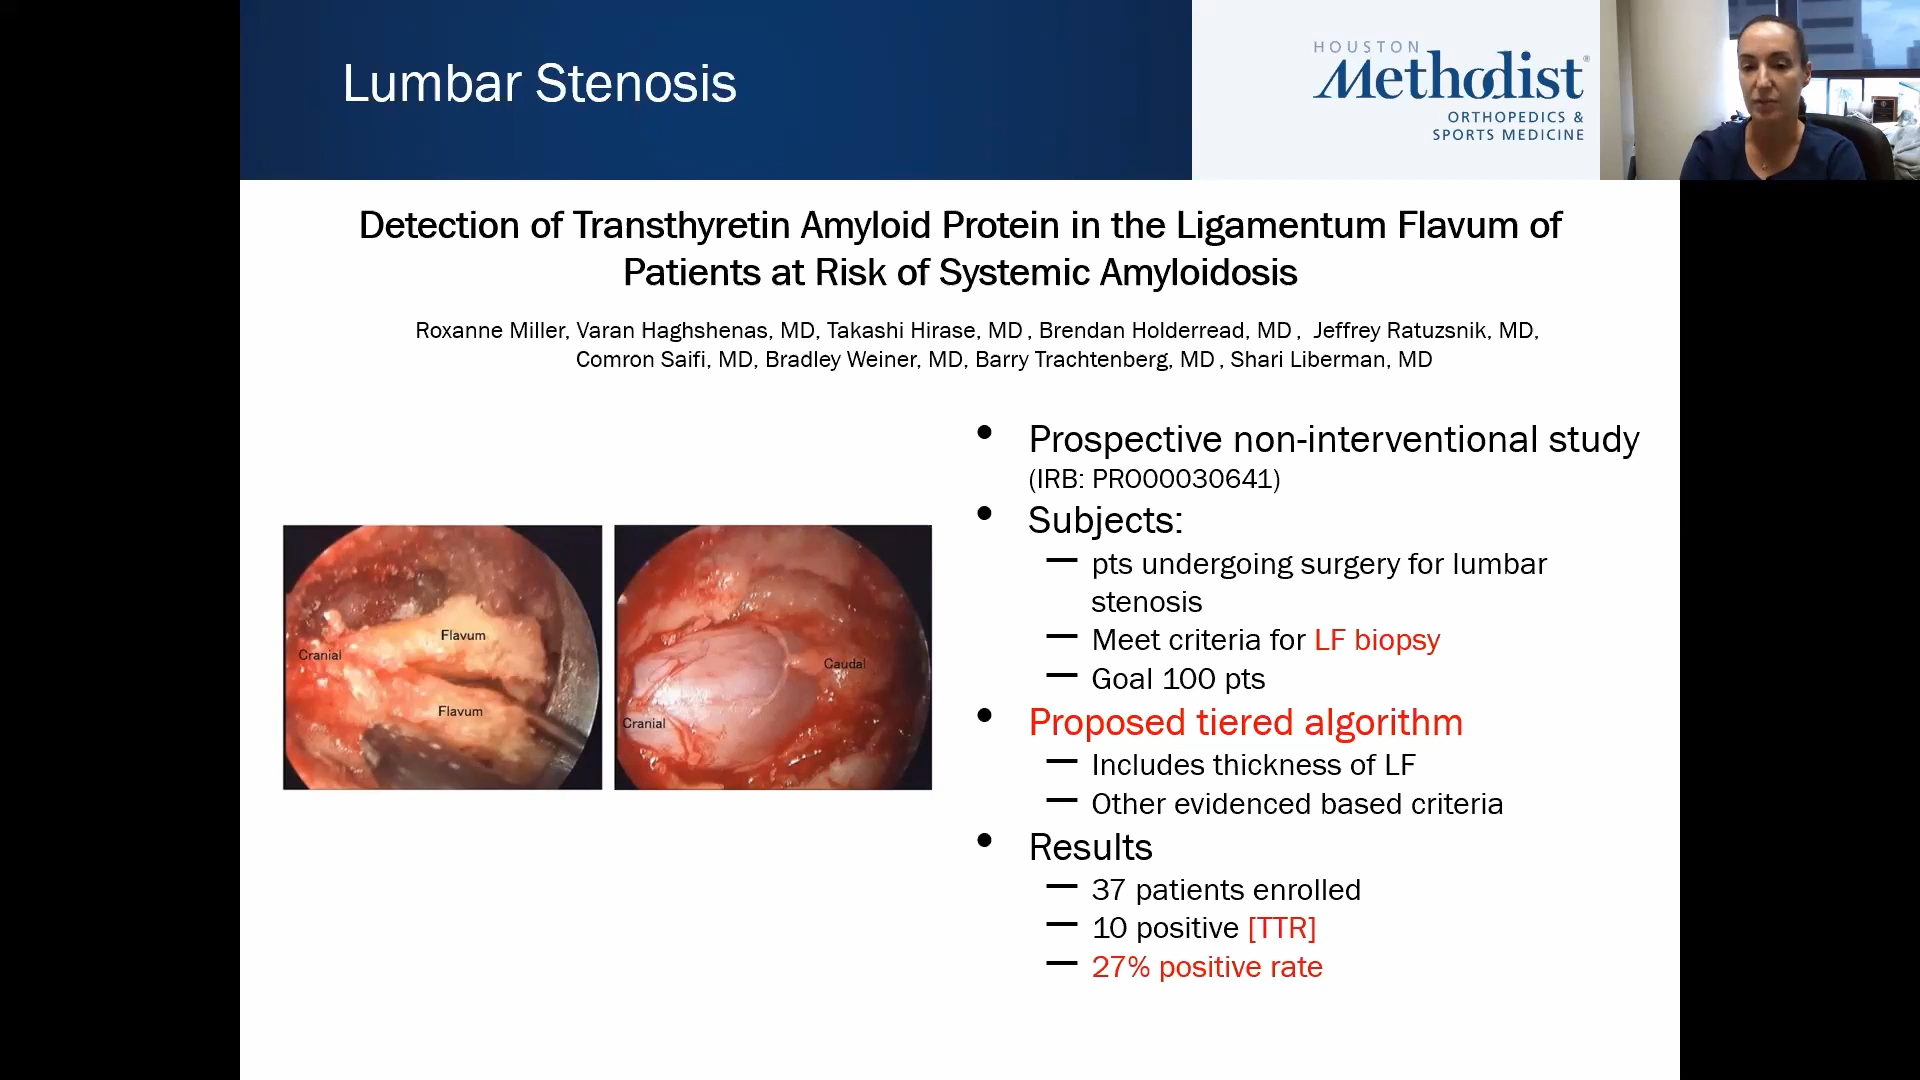 Lumbar Stenosis
HOUSTON
Methodist®
ORTHOPEDICS &
SPORTS MEDICINE
Detection of Transthyretin Amyloid Protein in the Ligamentum Flavum of
Patients at Risk of Systemic Amyloidosis
Roxanne Miller, Varan Haghshenas, MD, Takashi Hirase, MD, Brendan Holderread, MD, Jeffrey Ratuzsnik, MD,
Comron Saifi, MD, Bradley Weiner, MD, Barry Trachtenberg, MD, Shari Liberman, MD
Flavum
Cranial
Flavum
Caudal
Cranial
• Prospective non-interventional study
(IRB: PRO00030641)
• Subjects:
— pts undergoing surgery for lumbar
stenosis
— Meet criteria for LF biopsy
— Goal 100 pts
• Proposed tiered algorithm
— Includes thickness of LF
— Other evidenced based criteria
• Results
— 37 patients enrolled
— 10 positive [TTR]
— 27% positive rate